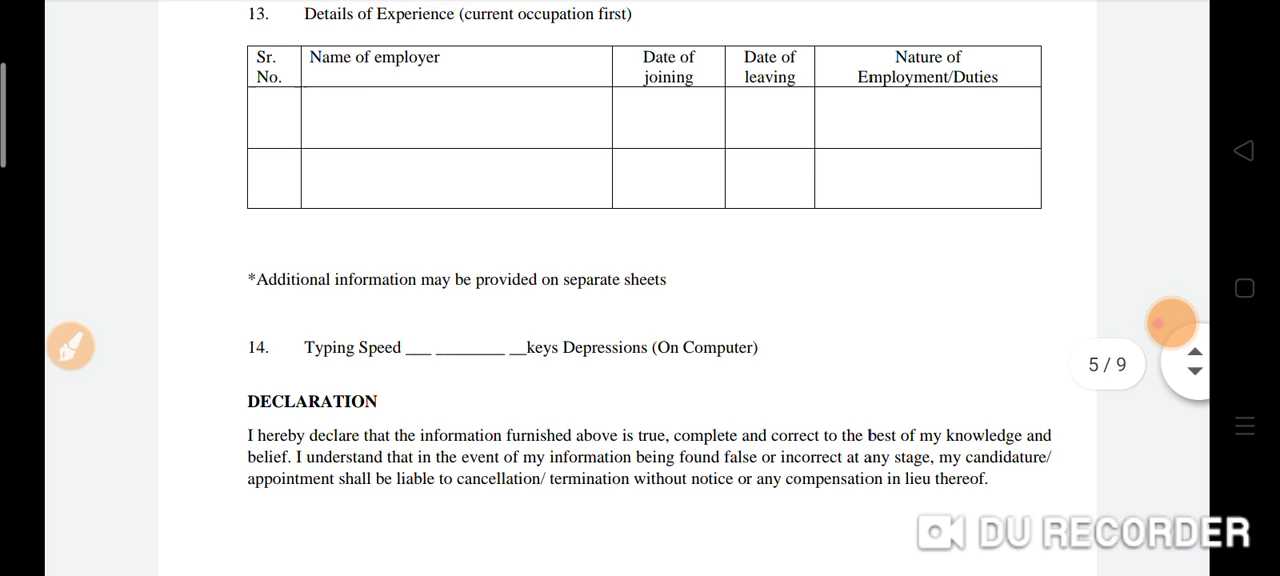 13. Details of Experience (current occupation first)
Sr. No. Name of employer Date of joining Date of leaving Nature of Employment/Duties
*Additional information may be provided on separate sheets
14. Typing Speed ___ ________ __keys Depressions (On Computer)
5 / 9
DECLARATION
I hereby declare that the information furnished above is true, complete and correct to the best of my knowledge and
belief. I understand that in the event of my information being found false or incorrect at any stage, my candidature/
appointment shall be liable to cancellation/ termination without notice or any compensation in lieu thereof.
DU RECORDER